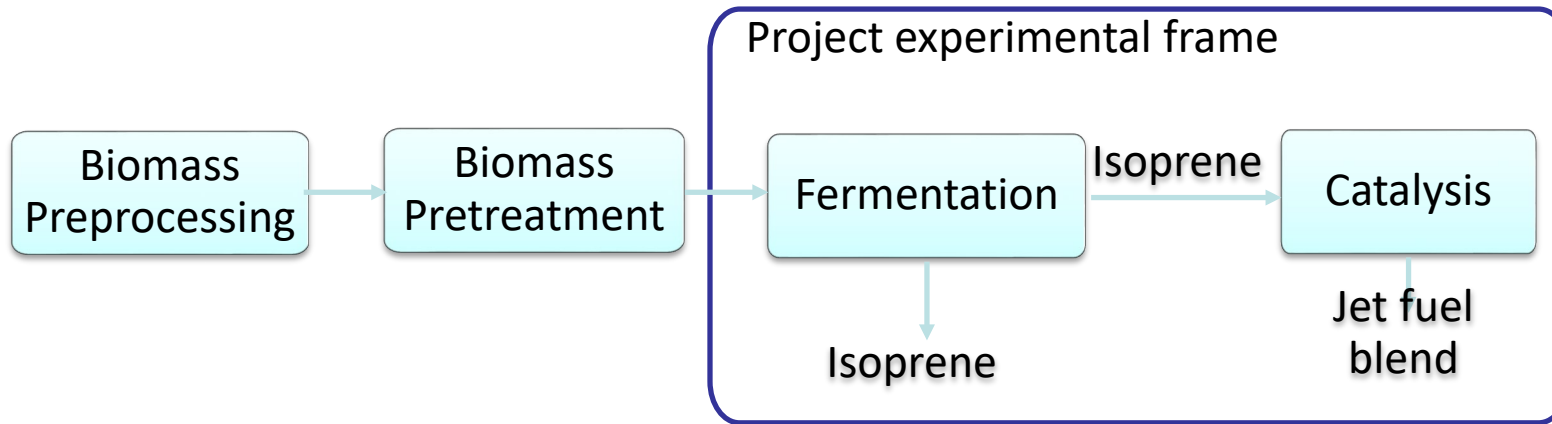 Project experimental frame
Biomass
Preprocessing
Biomass
Pretreatment
Fermentation
Isoprene
Catalysis
Isoprene
Jet fuel
blend